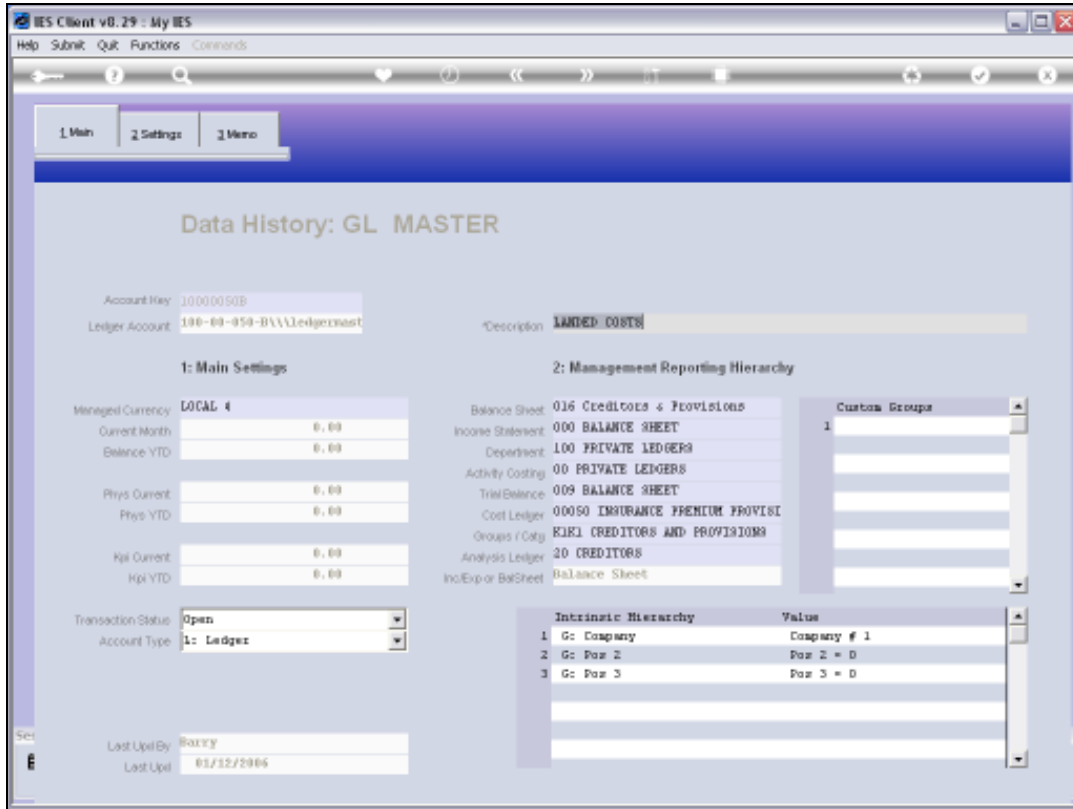 IES Client v8.29 : My IES
Help Submit Quit Functions Commands
1 Main 2 Settings 3 Memo
Data History: GL MASTER
Account Key 10000050B
Ledger Account 100-00-050-B\\\ledgermast *Description LANDED COSTS
1: Main Settings 2: Management Reporting Hierarchy
Managed Currency LOCAL 4 Balance Sheet 016 Creditors & Provisions Custom Groups
Current Month 0.00 Income Statement 000 BALANCE SHEET 1
Balance YTD 0.00 Department 100 PRIVATE LEDGERS
Activity Costing 00 PRIVATE LEDGERS
Phys Current 0.00 Trial Balance 009 BALANCE SHEET
Phys YTD 0.00 Cost Ledger 00050 INSURANCE PREMIUM PROVISI
Groups / Catg K1K1 CREDITORS AND PROVISIONS
Kpi Current 0.00 Analysis Ledger 20 CREDITORS
Kpi YTD 0.00 Inc/Exp or BalSheet Balance Sheet
Transaction Status Open Intrinsic Hierarchy Value
Account Type 1: Ledger 1 G: Company Company # 1
2 G: Pos 2 Pos 2 = 0
3 G: Pos 3 Pos 3 = 0
Last Upd By Barry
Last Upd 01/12/2006